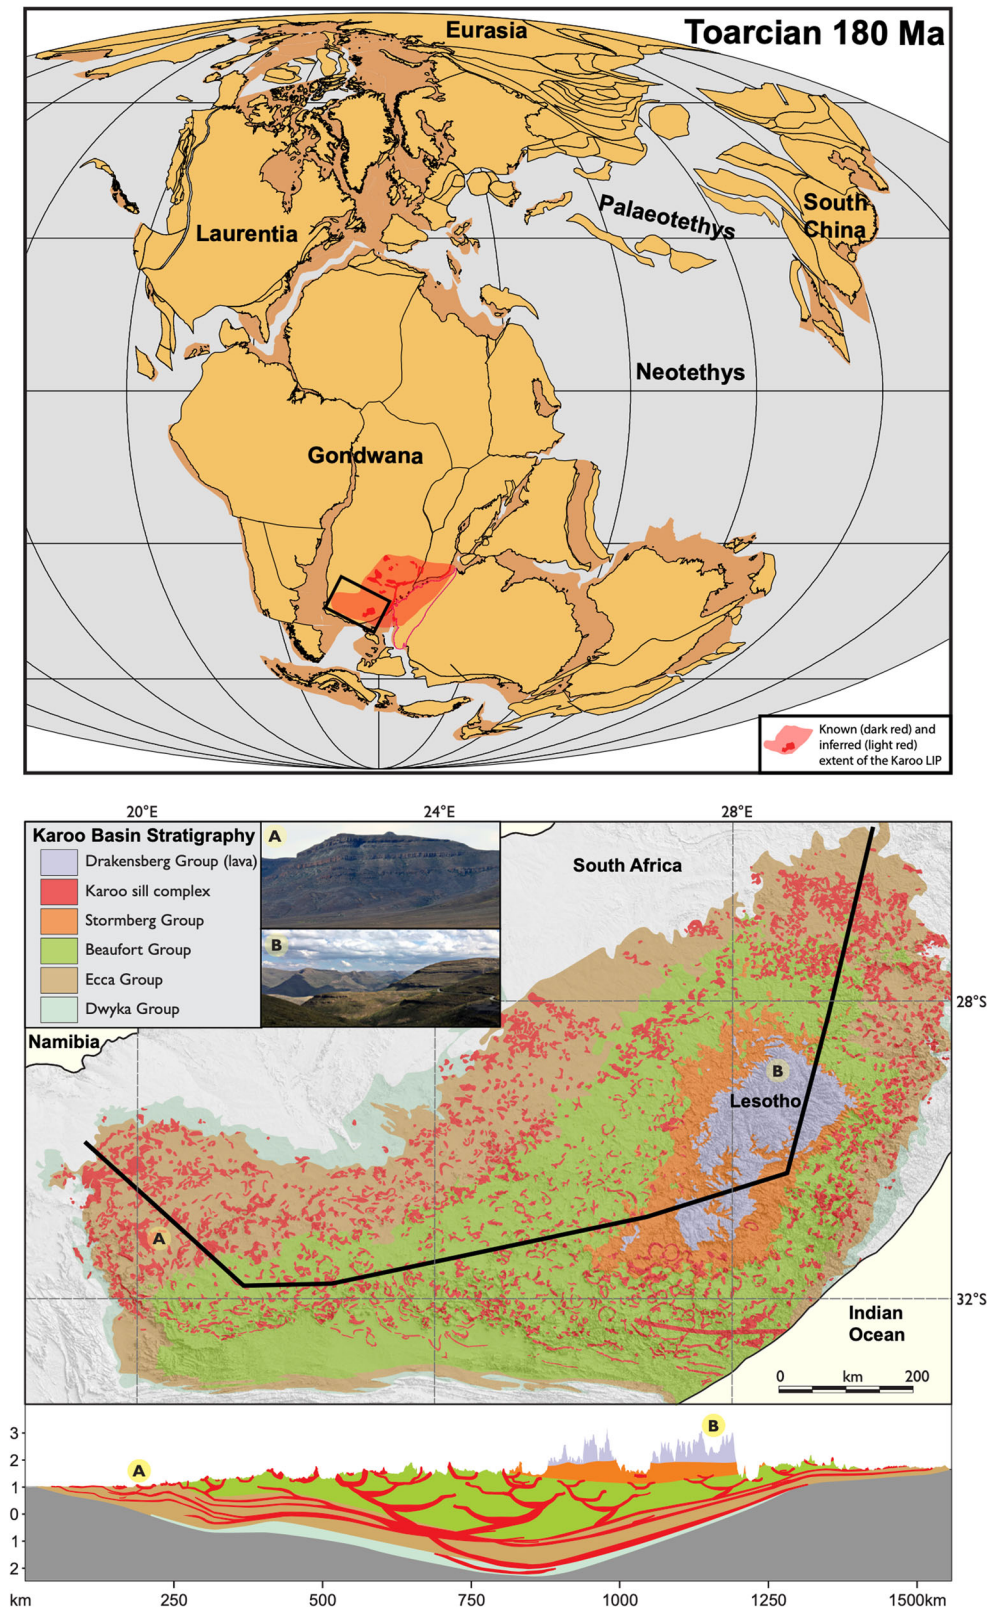 Toarcian 180 Ma
Eurasia
Palaeotethys
South
China
Laurentia
Neotethys
Gondwana
Known (dark red) and
inferred (light red)
extent of the Karoo LIP
20°E
24°E
28°E
Karoo Basin Stratigraphy
Drakensberg Group (lava)
Karoo sill complex
Stormberg Group
Beaufort Group
Ecca Group
Dwyka Group
A
B
South Africa
28°S
Namibia
B
Lesotho
A
32°S
Indian
Ocean
0 km 200
3
2
1
0
1
2
A
B
km 250 500 750 1000 1250 1500km